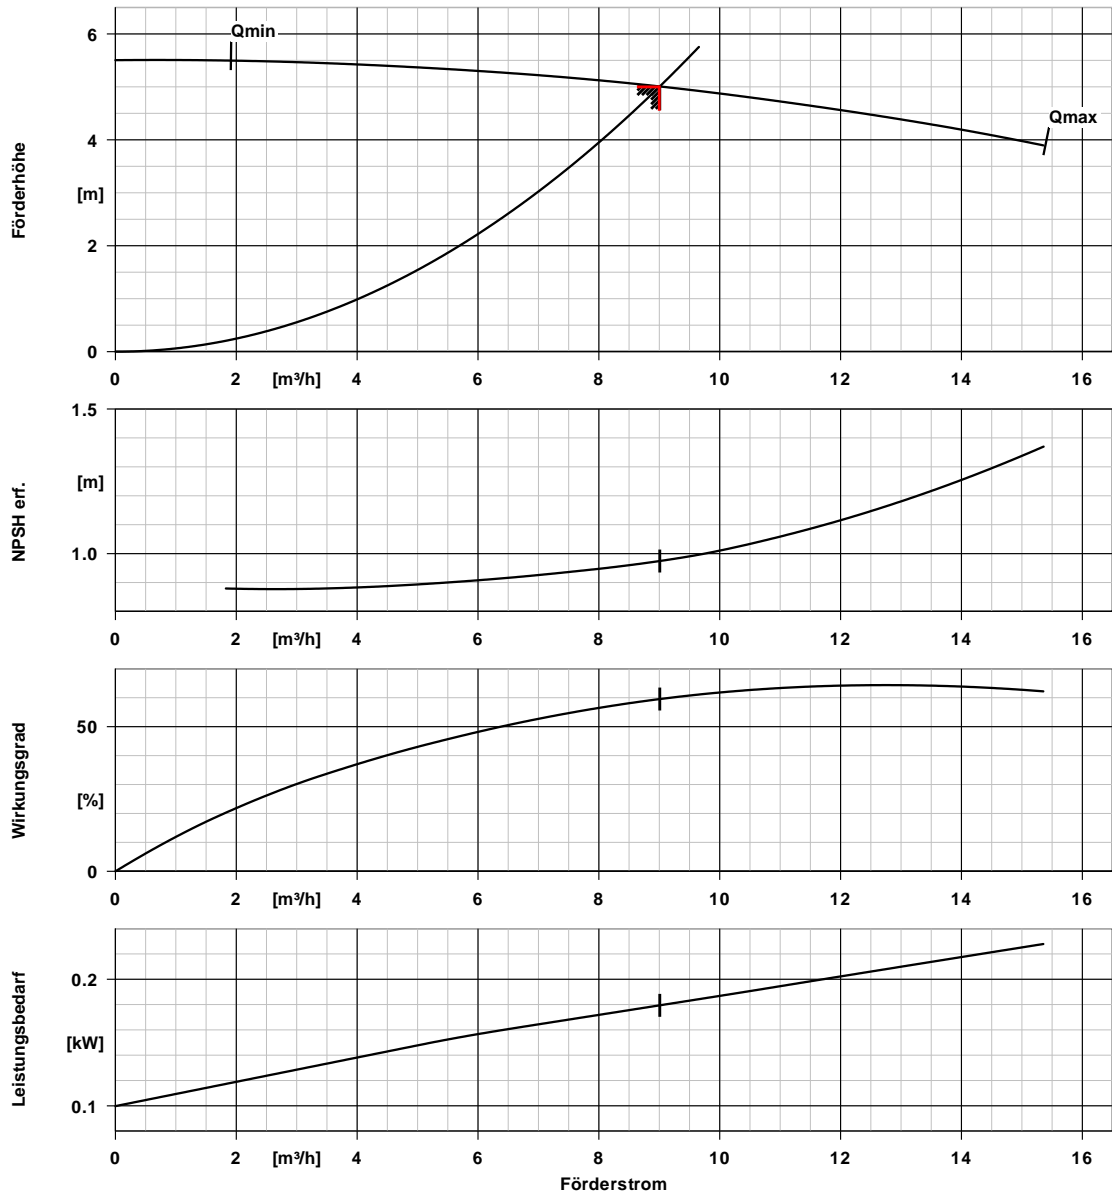 6
Qmin
Qmax
4
[m]
Förderhöhe
2
0
0 2 [m³/h] 4 6 8 10 12 14 16
1.5
[m]
NPSH erf.
1.0
0 2 [m³/h] 4 6 8 10 12 14 16
50
Wirkungsgrad
[%]
0
0 2 [m³/h] 4 6 8 10 12 14 16
0.2
Leistungsbedarf
[kW]
0.1
0 2 [m³/h] 4 6 8 10 12 14 16
Förderstrom